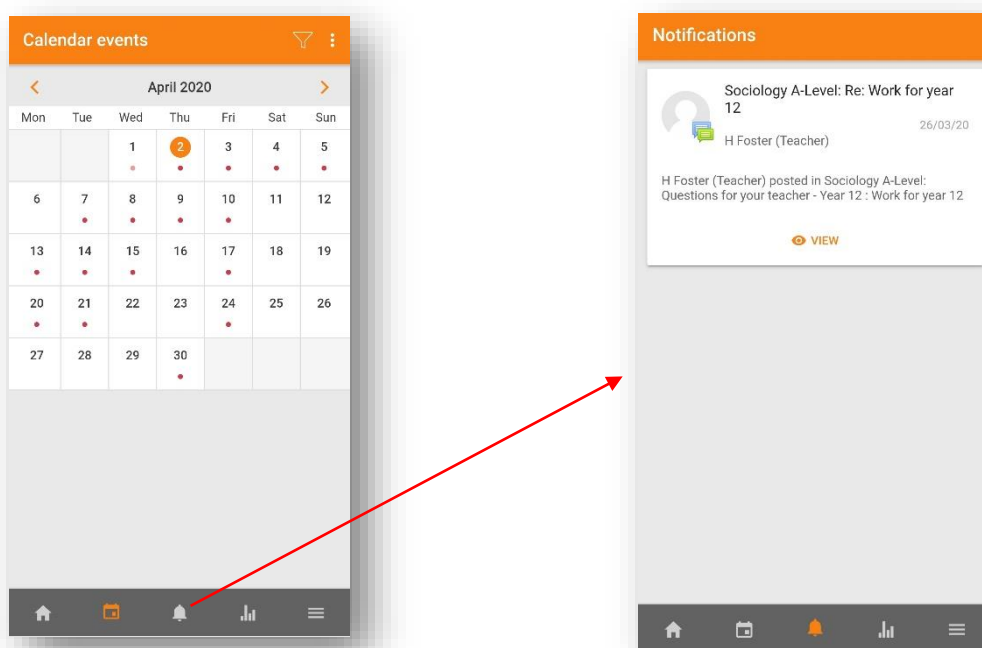 Calendar events
April 2020
Mon Tue Wed Thu Fri Sat Sun
1 2 3 4 5
6 7 8 9 10 11 12
13 14 15 16 17 18 19
20 21 22 23 24 25 26
27 28 29 30
Notifications
Sociology A-Level: Re: Work for year
12
26/03/20
H Foster (Teacher)
H Foster (Teacher) posted in Sociology A-Level:
Questions for your teacher - Year 12 : Work for year 12
VIEW